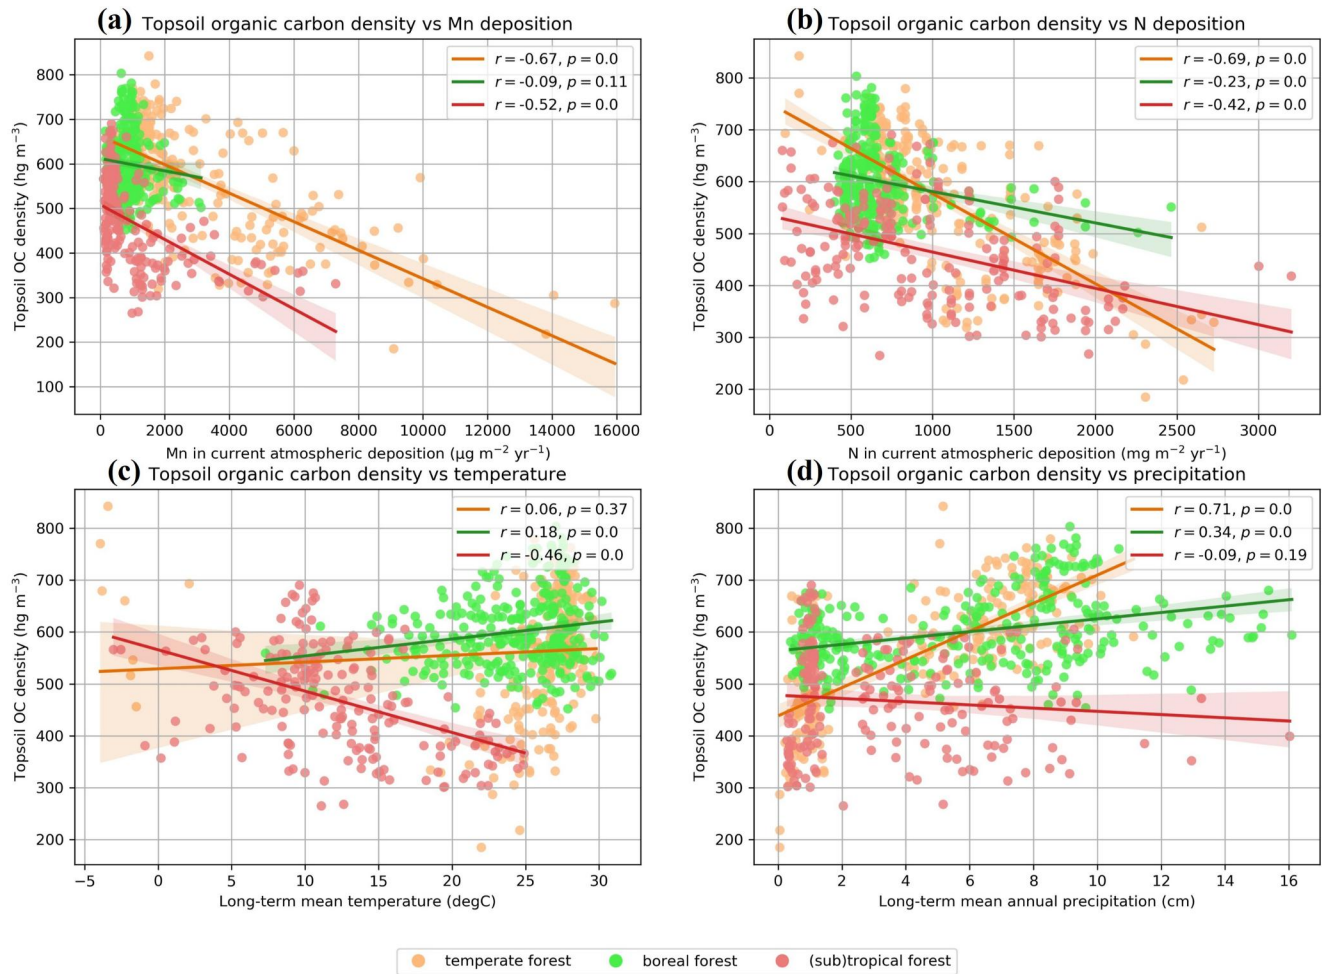 (a) Topsoil organic carbon density vs Mn deposition
r = -0.67, p = 0.0
r = -0.09, p = 0.11
r = -0.52, p = 0.0
Topsoil OC density (hg m⁻³)
800
700
600
500
400
300
200
100
0 2000 4000 6000 8000 10000 12000 14000 16000
Mn in current atmospheric deposition (μg m⁻² yr⁻¹)
(b) Topsoil organic carbon density vs N deposition
r = -0.69, p = 0.0
r = -0.23, p = 0.0
r = -0.42, p = 0.0
Topsoil OC density (hg m⁻³)
800
700
600
500
400
300
200
0 500 1000 1500 2000 2500 3000
N in current atmospheric deposition (mg m⁻² yr⁻¹)
(c) Topsoil organic carbon density vs temperature
r = 0.06, p = 0.37
r = 0.18, p = 0.0
r = -0.46, p = 0.0
Topsoil OC density (hg m⁻³)
800
700
600
500
400
300
200
−5 0 5 10 15 20 25 30
Long-term mean temperature (degC)
(d) Topsoil organic carbon density vs precipitation
r = 0.71, p = 0.0
r = 0.34, p = 0.0
r = -0.09, p = 0.19
Topsoil OC density (hg m⁻³)
800
700
600
500
400
300
200
0 2 4 6 8 10 12 14 16
Long-term mean annual precipitation (cm)
temperate forest boreal forest (sub)tropical forest